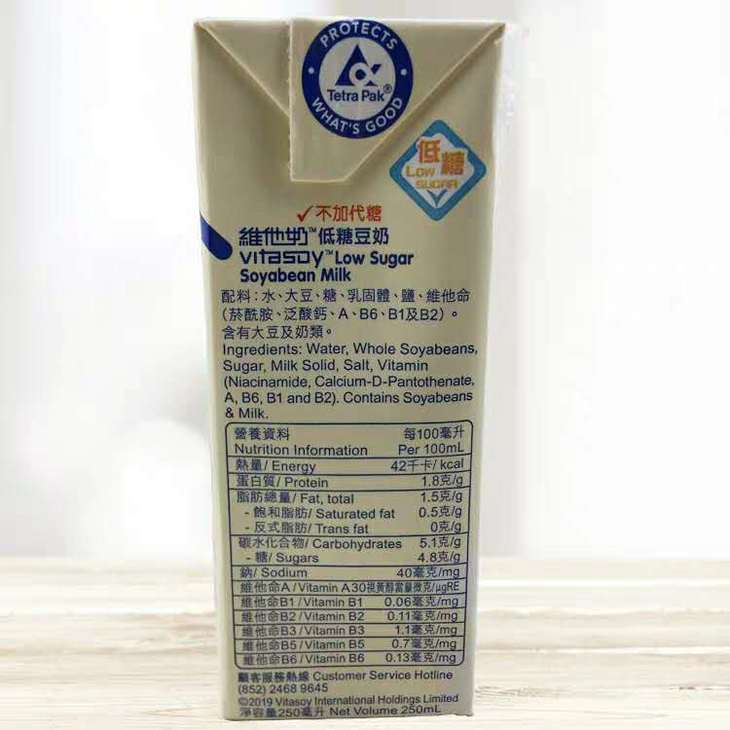 PROTECTS
Tetra Pak®
WHAT'S GOOD
低糖
LOW
SUGAR
✓不加代糖
維他奶™低糖豆奶
VITASOY™Low Sugar
Soyabean Milk
配料：水、大豆、糖、乳固體、鹽、維他命
（菸酰胺、泛酸鈣、A、B6、B1及B2）。
含有大豆及奶類。
Ingredients: Water, Whole Soyabeans,
Sugar, Milk Solid, Salt, Vitamin
(Niacinamide, Calcium-D-Pantothenate,
A, B6, B1 and B2). Contains Soyabeans
& Milk.
營養資料 每100毫升
Nutrition Information Per 100mL
熱量/ Energy 42千卡/ kcal
蛋白質/ Protein 1.8克/g
脂肪總量/ Fat, total 1.5克/g
- 飽和脂肪/ Saturated fat 0.5克/g
- 反式脂肪/ Trans fat 0克/g
碳水化合物/ Carbohydrates 5.1克/g
- 糖/ Sugars 4.8克/g
鈉/ Sodium 40毫克/mg
維他命A/Vitamin A 30視黃醇當量微克/μgRE
維他命B1/Vitamin B1 0.06毫克/mg
維他命B2/Vitamin B2 0.11毫克/mg
維他命B3/Vitamin B3 1.1毫克/mg
維他命B5/Vitamin B5 0.7毫克/mg
維他命B6/Vitamin B6 0.13毫克/mg
顧客服務熱線 Customer Service Hotline
(852) 2468 9645
©2019 Vitasoy International Holdings Limited
淨容量250毫升 Net Volume 250mL